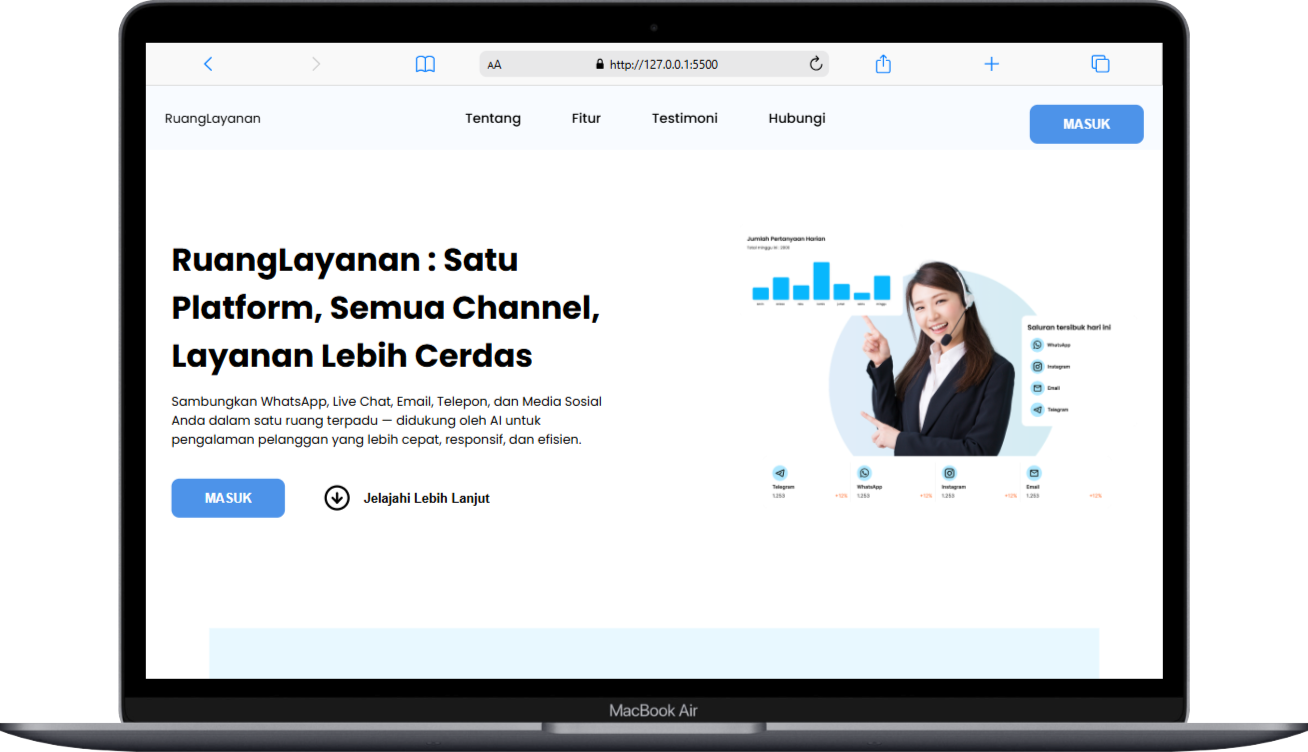 AA
http://127.0.0.1:5500
RuangLayanan
Tentang
Fitur
Testimoni
Hubungi
MASUK
RuangLayanan : Satu
Platform, Semua Channel,
Layanan Lebih Cerdas
Sambungkan WhatsApp, Live Chat, Email, Telepon, dan Media Sosial
Anda dalam satu ruang terpadu — didukung oleh AI untuk
pengalaman pelanggan yang lebih cepat, responsif, dan efisien.
MASUK
Jelajahi Lebih Lanjut
Jumlah Pertanyaan Harian
Saluran tersibuk hari ini
WhatsApp
Instagram
Email
Telegram
Telegram
1.253
+12%
WhatsApp
1.253
+12%
Instagram
1.253
+12%
Email
1.253
+12%
MacBook Air